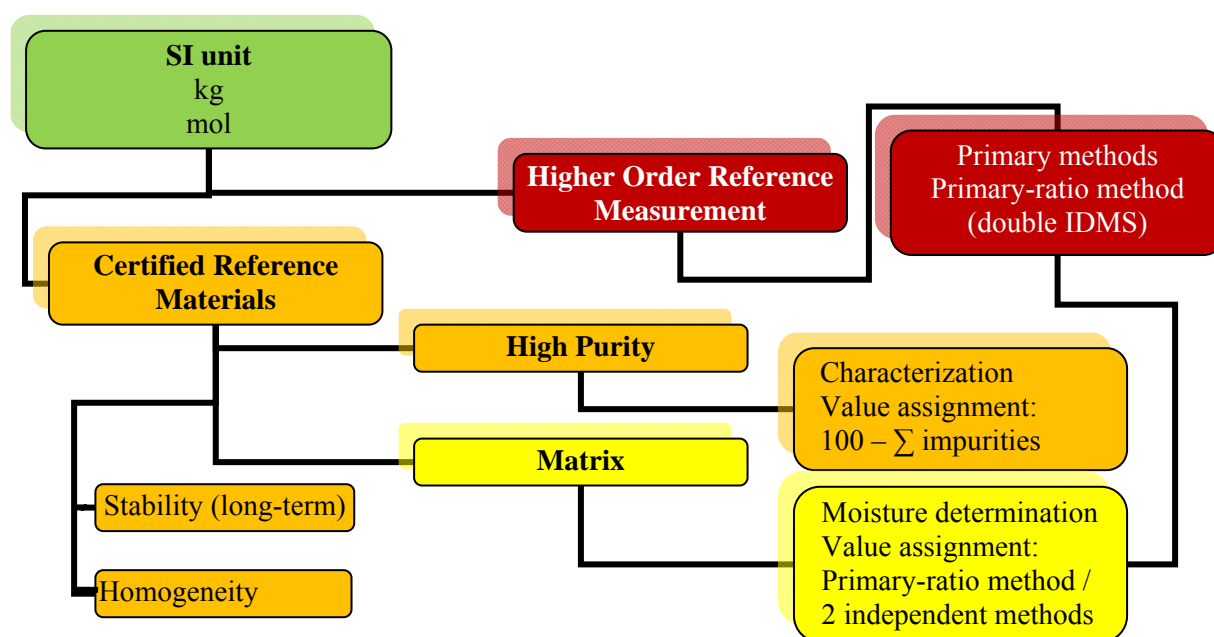 SI unit
kg
mol
Higher Order Reference
Measurement
Primary methods
Primary-ratio method
(double IDMS)
Certified Reference
Materials
High Purity
Characterization
Value assignment:
100 – ∑ impurities
Matrix
Moisture determination
Value assignment:
Primary-ratio method /
2 independent methods
Stability (long-term)
Homogeneity